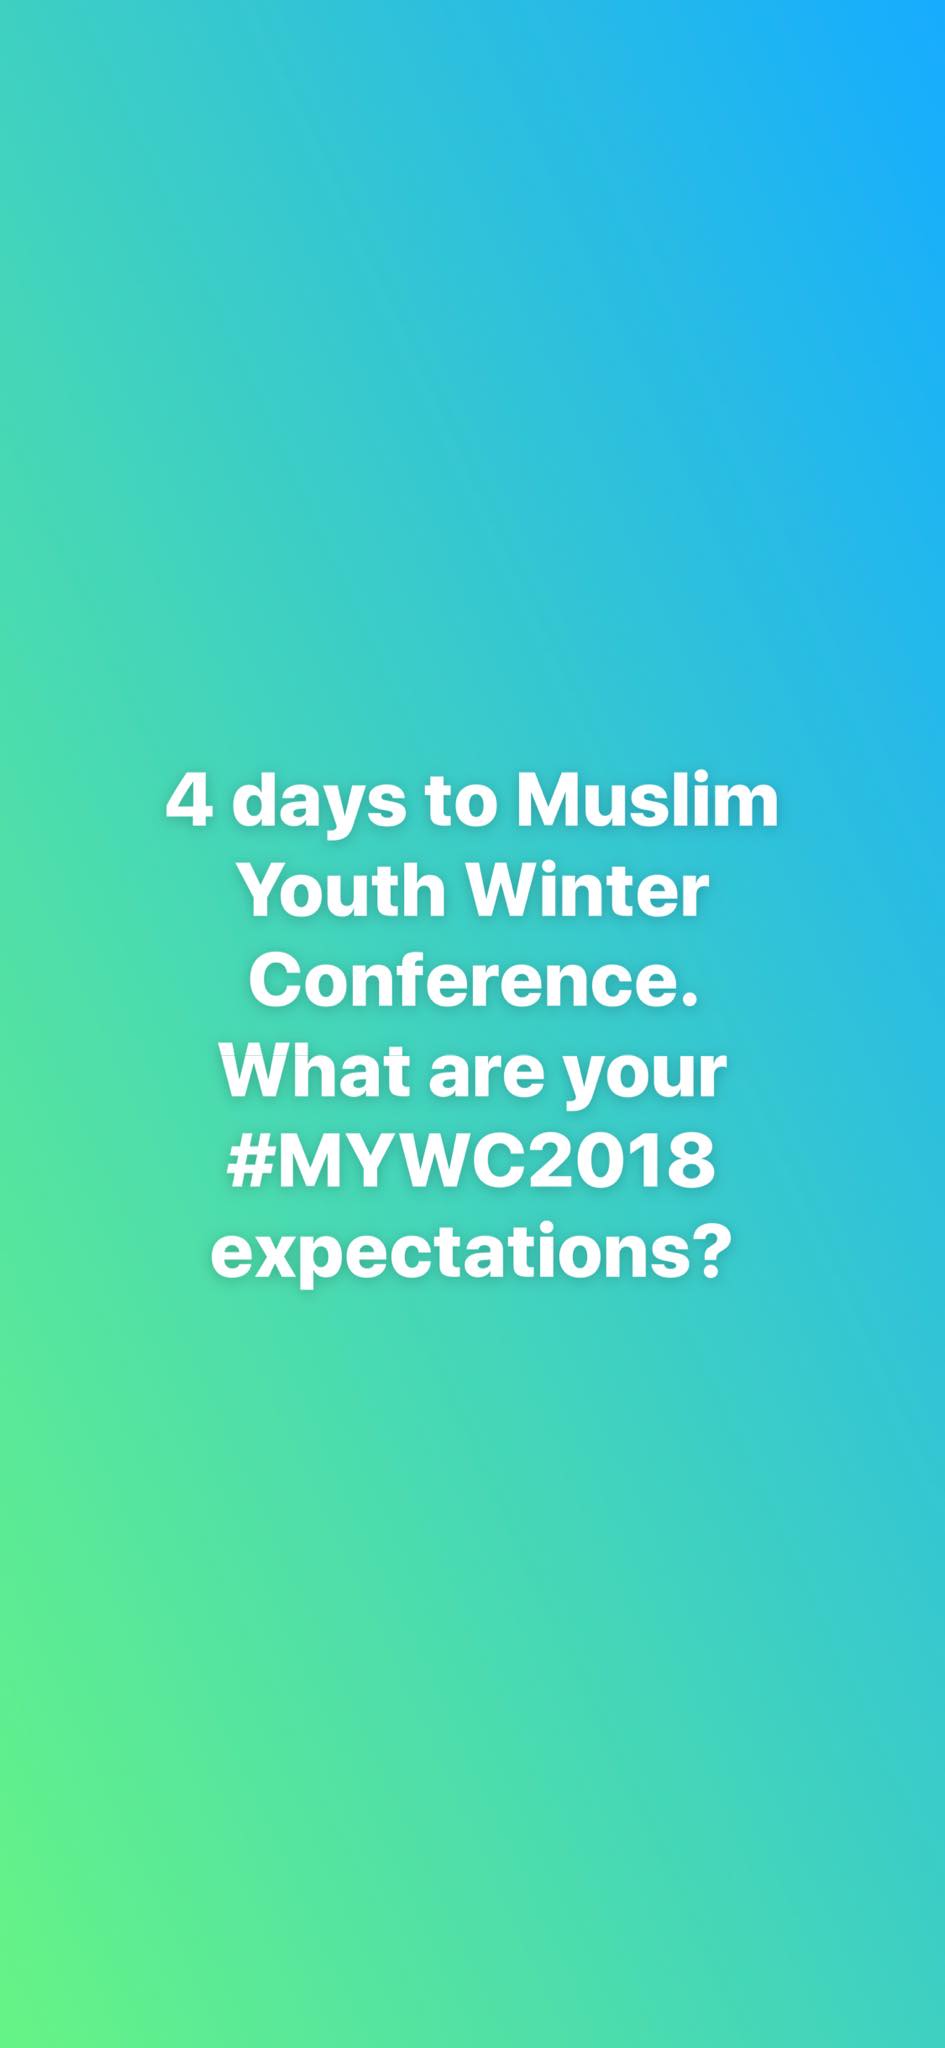 4 days to Muslim
Youth Winter
Conference.
What are your
#MYWC2018
expectations?